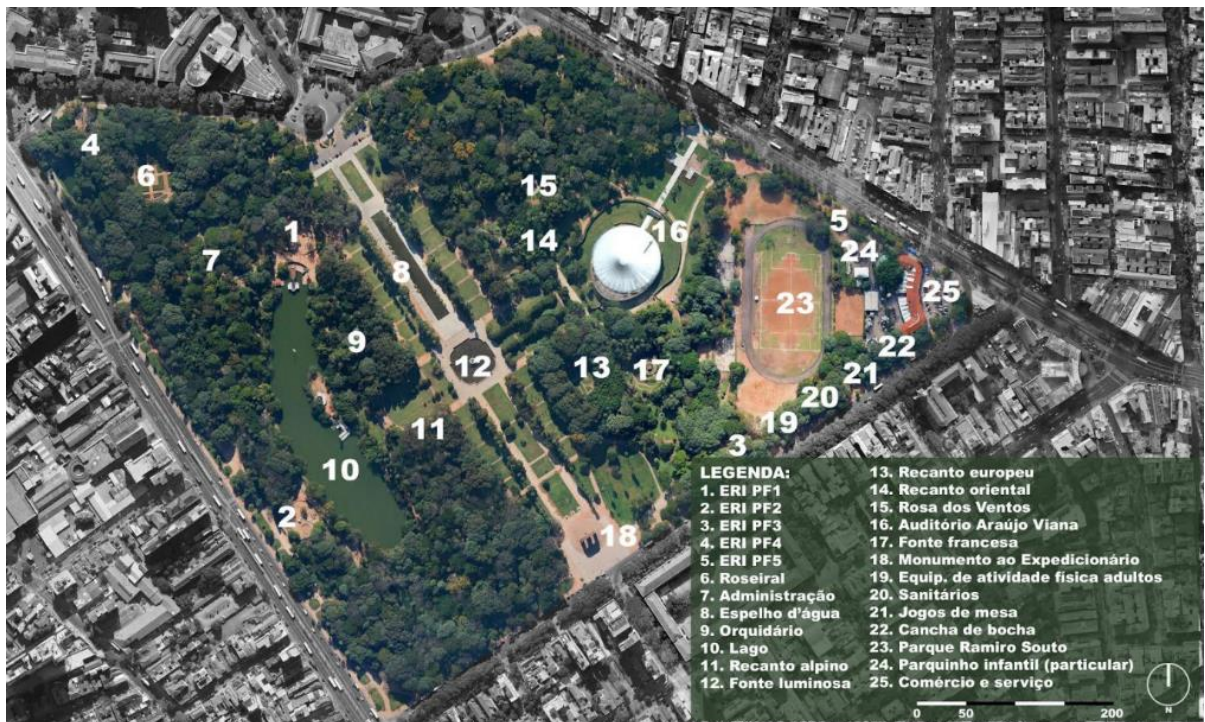 4
6
15
5
1
16
14
24
7
8
25
23
9
22
12
13
17
21
20
11
19
3
10
2
18
LEGENDA:
1. ERI PF1
2. ERI PF2
3. ERI PF3
4. ERI PF4
5. ERI PF5
6. Roseiral
7. Administração
8. Espelho d'água
9. Orquidário
10. Lago
11. Recanto alpino
12. Fonte luminosa
13. Recanto europeu
14. Recanto oriental
15. Rosa dos Ventos
16. Auditório Araújo Viana
17. Fonte francesa
18. Monumento ao Expedicionário
19. Equip. de atividade física adultos
20. Sanitários
21. Jogos de mesa
22. Cancha de bocha
23. Parque Ramiro Souto
24. Parquinho infantil (particular)
25. Comércio e serviço
N
0 50 200